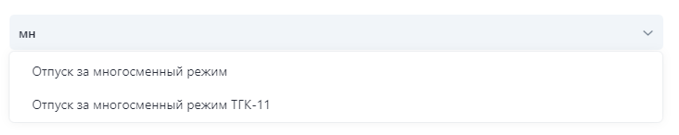 мн
Отпуск за многосменный режим
Отпуск за многосменный режим ТГК-11